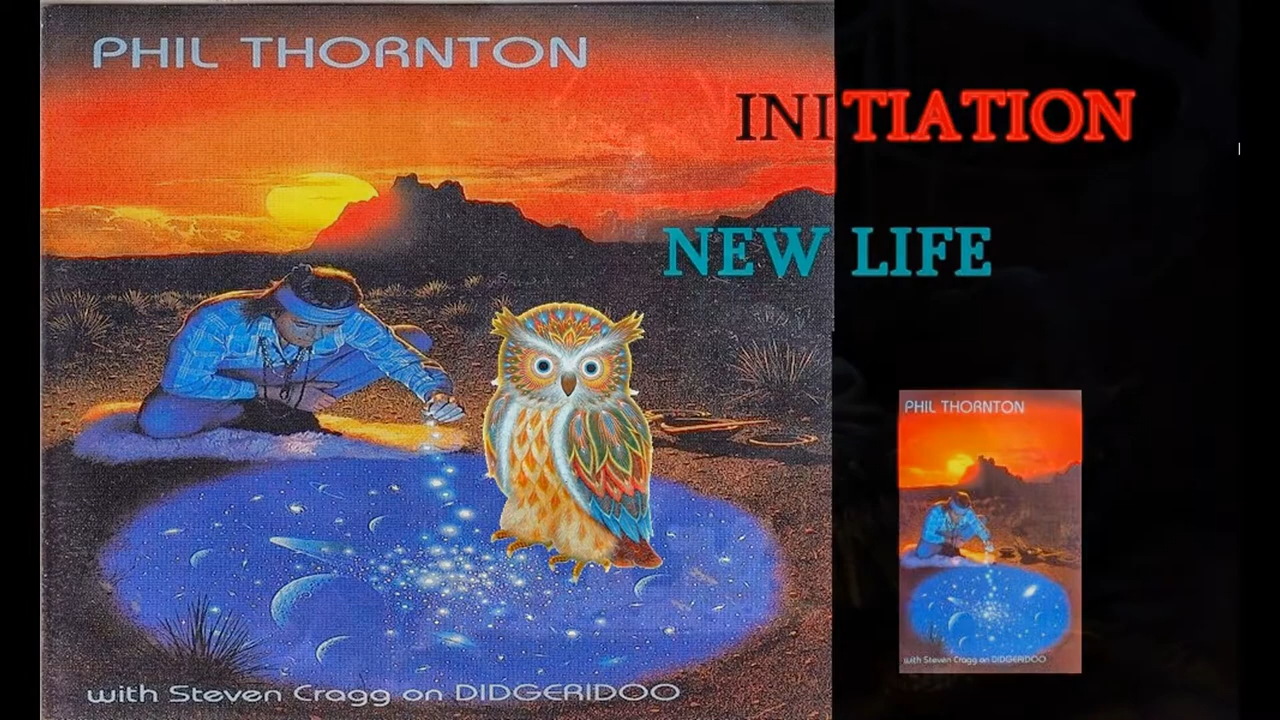 PHIL THORNTON
INITIATION
NEW LIFE
PHIL THORNTON
with Steven Cragg on DIDGERIDOO
with Steven Cragg on DIDGERIDOO